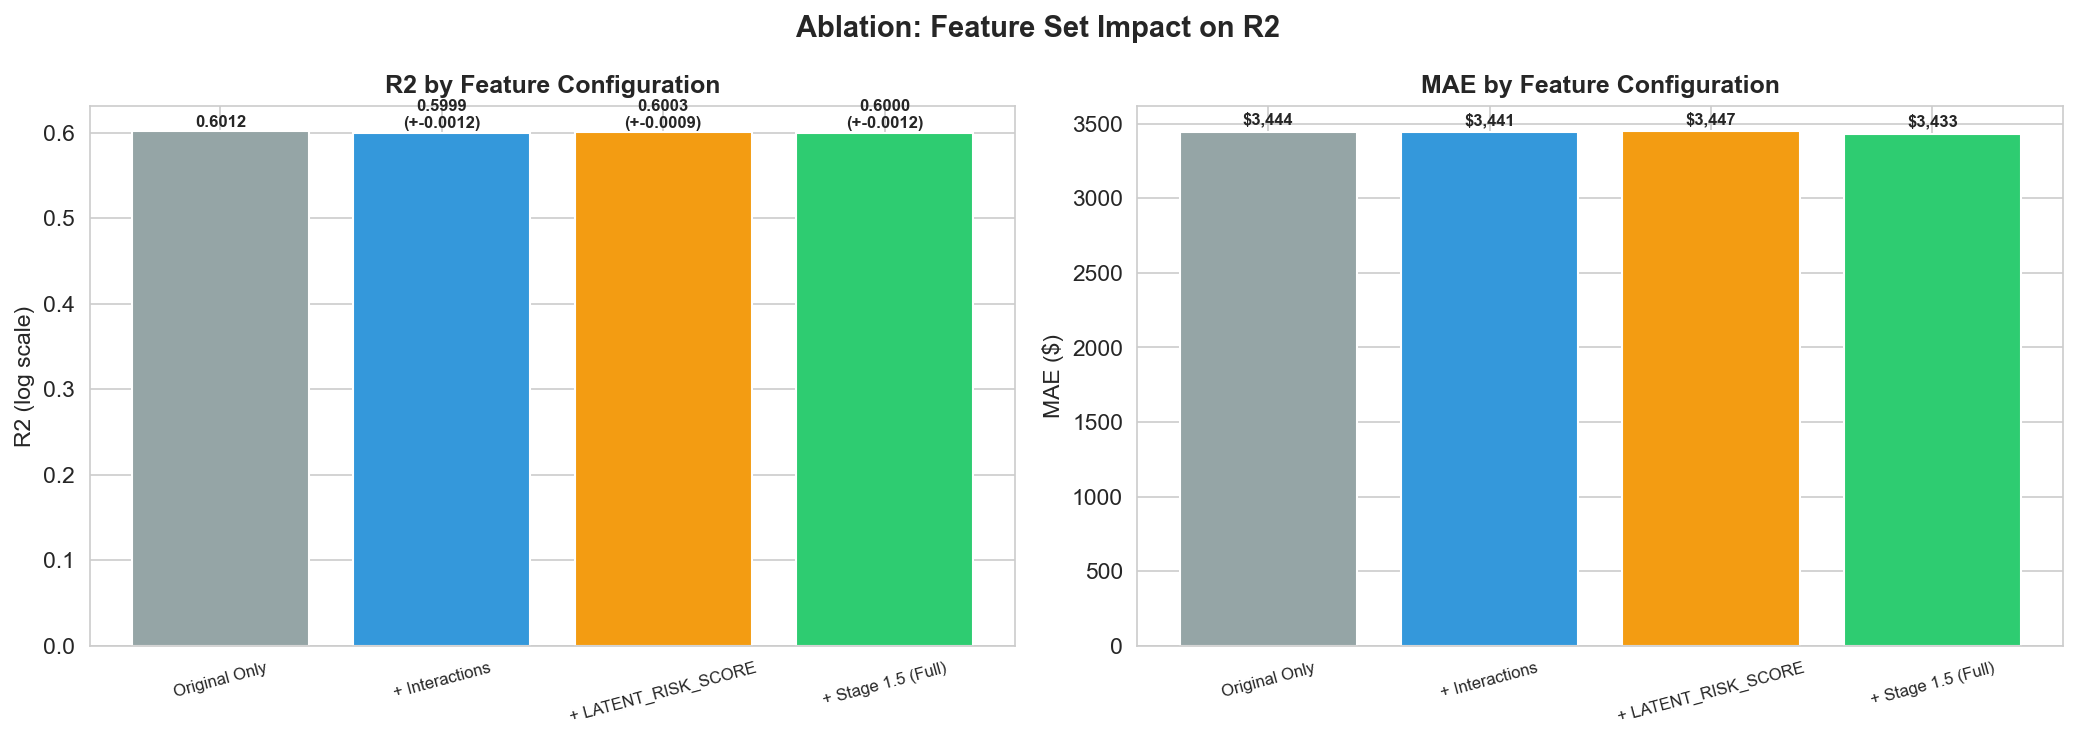 Ablation: Feature Set Impact on R2
R2 by Feature Configuration
0.6012
0.5999
(+-0.0012)
0.6003
(+-0.0009)
0.6000
(+-0.0012)
R2 (log scale)
0.6
0.5
0.4
0.3
0.2
0.1
0.0
Original Only
+ Interactions
+ LATENT_RISK_SCORE
+ Stage 1.5 (Full)
MAE by Feature Configuration
$3,444
$3,441
$3,447
$3,433
MAE ($)
3500
3000
2500
2000
1500
1000
500
0
Original Only
+ Interactions
+ LATENT_RISK_SCORE
+ Stage 1.5 (Full)